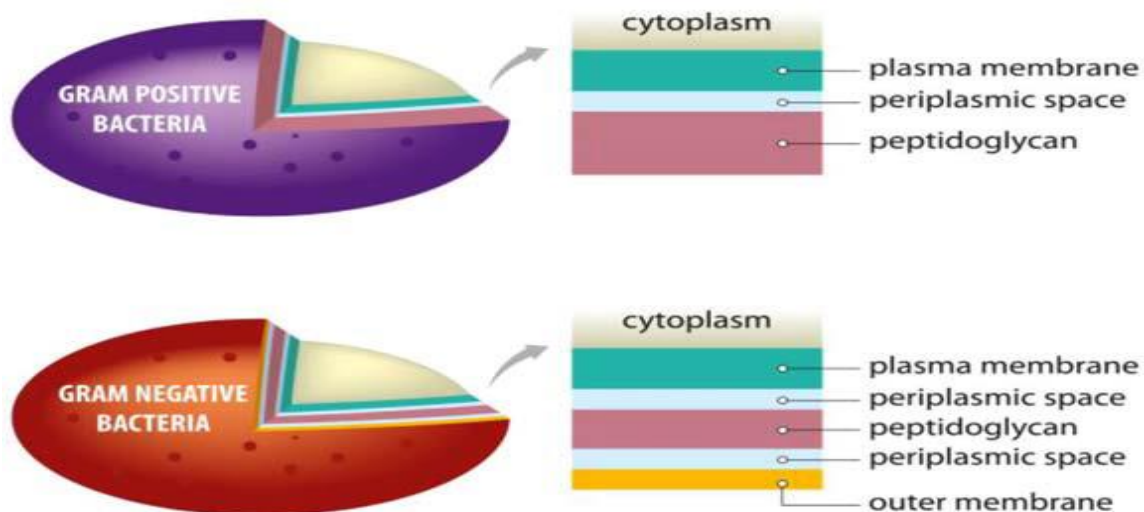 GRAM POSITIVE
BACTERIA
cytoplasm
plasma membrane
periplasmic space
peptidoglycan
GRAM NEGATIVE
BACTERIA
cytoplasm
plasma membrane
periplasmic space
peptidoglycan
periplasmic space
outer membrane